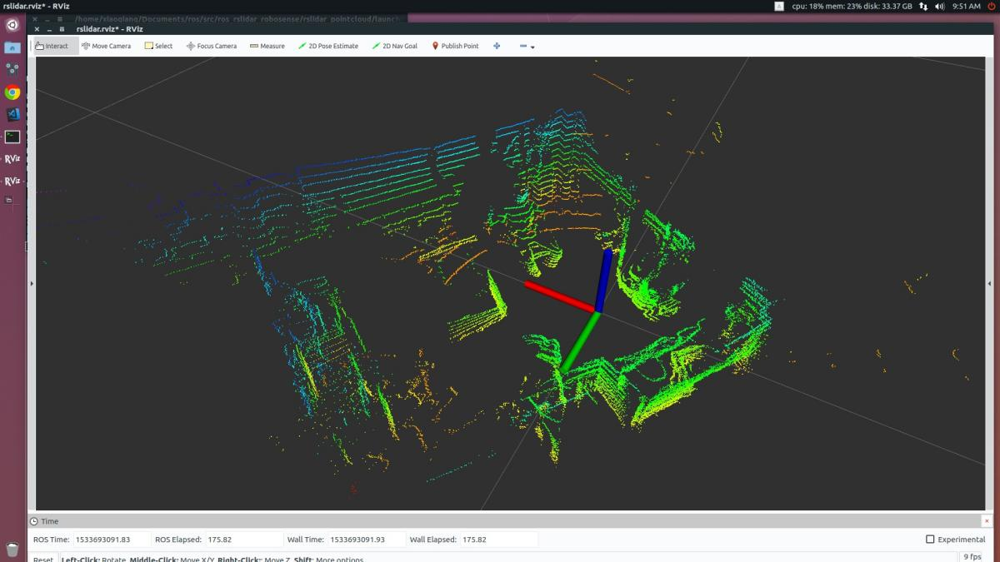 rslidar.rviz* - RViz
A cpu: 18% mem: 23% disk: 33.37 GB 9:51 AM
/home/xiaoqiang/Documents/ros/src/ros_rslidar_robosense/rslidar_pointcloud/launch
rslidar.rviz* - RViz
Interact Move Camera Select Focus Camera Measure 2D Pose Estimate 2D Nav Goal Publish Point
RViz
RViz
Time
ROS Time: 1533693091.83 ROS Elapsed: 175.82 Wall Time: 1533693091.93 Wall Elapsed: 175.82 Experimental
Reset Left-Click: Rotate. Middle-Click: Move X/Y. Right-Click:: Move Z. Shift: More options. 9 fps